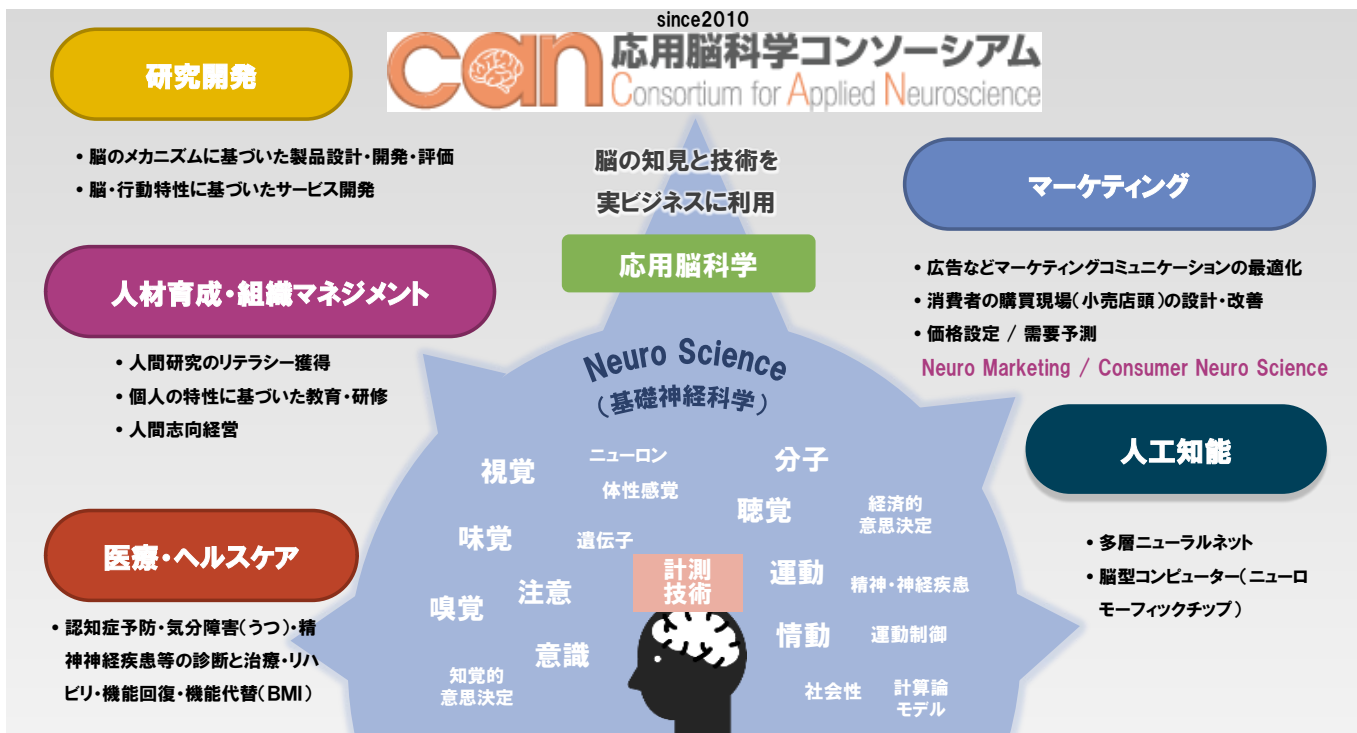 since2010
can 応用脳科学コンソーシアム
Consortium for Applied Neuroscience
脳の知見と技術を
実ビジネスに利用
応用脳科学
研究開発
• 脳のメカニズムに基づいた製品設計・開発・評価
• 脳・行動特性に基づいたサービス開発
人材育成・組織マネジメント
• 人間研究のリテラシー獲得
• 個人の特性に基づいた教育・研修
• 人間志向経営
医療・ヘルスケア
• 認知症予防・気分障害(うつ)・精
神神経疾患等の診断と治療・リハ
ビリ・機能回復・機能代替(BMI)
マーケティング
• 広告などマーケティングコミュニケーションの最適化
• 消費者の購買現場(小売店頭)の設計・改善
• 価格設定 / 需要予測
Neuro Marketing / Consumer Neuro Science
人工知能
• 多層ニューラルネット
• 脳型コンピューター(ニューロ
モーフィックチップ)
Neuro Science
(基礎神経科学)
視覚
ニューロン
分子
体性感覚
聴覚
経済的
意思決定
味覚
遺伝子
計測
技術
運動
精神・神経疾患
嗅覚
注意
情動
運動制御
意識
知覚的
意思決定
社会性
計算論
モデル